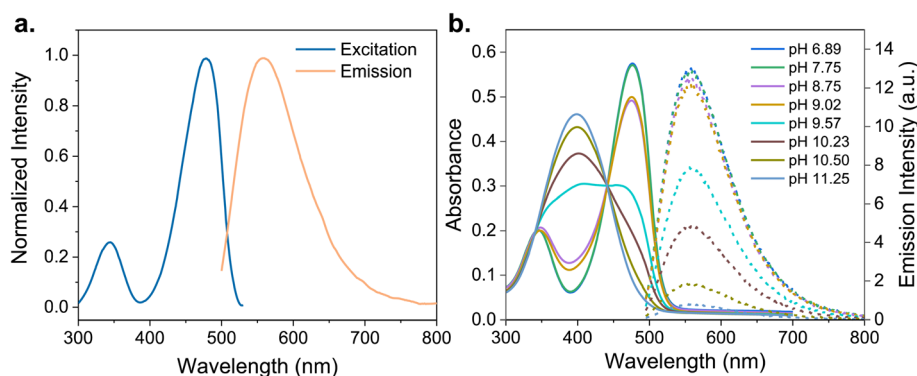 a.
Normalized Intensity
1.0
0.8
0.6
0.4
0.2
0.0
300 400 500 600 700 800
Wavelength (nm)
Excitation
Emission
b.
Absorbance
0.6
0.5
0.4
0.3
0.2
0.1
0.0
300 400 500 600 700 800
Wavelength (nm)
pH 6.89
pH 7.75
pH 8.75
pH 9.02
pH 9.57
pH 10.23
pH 10.50
pH 11.25
14
12
10
8
6
4
2
0
Emission Intensity (a.u.)